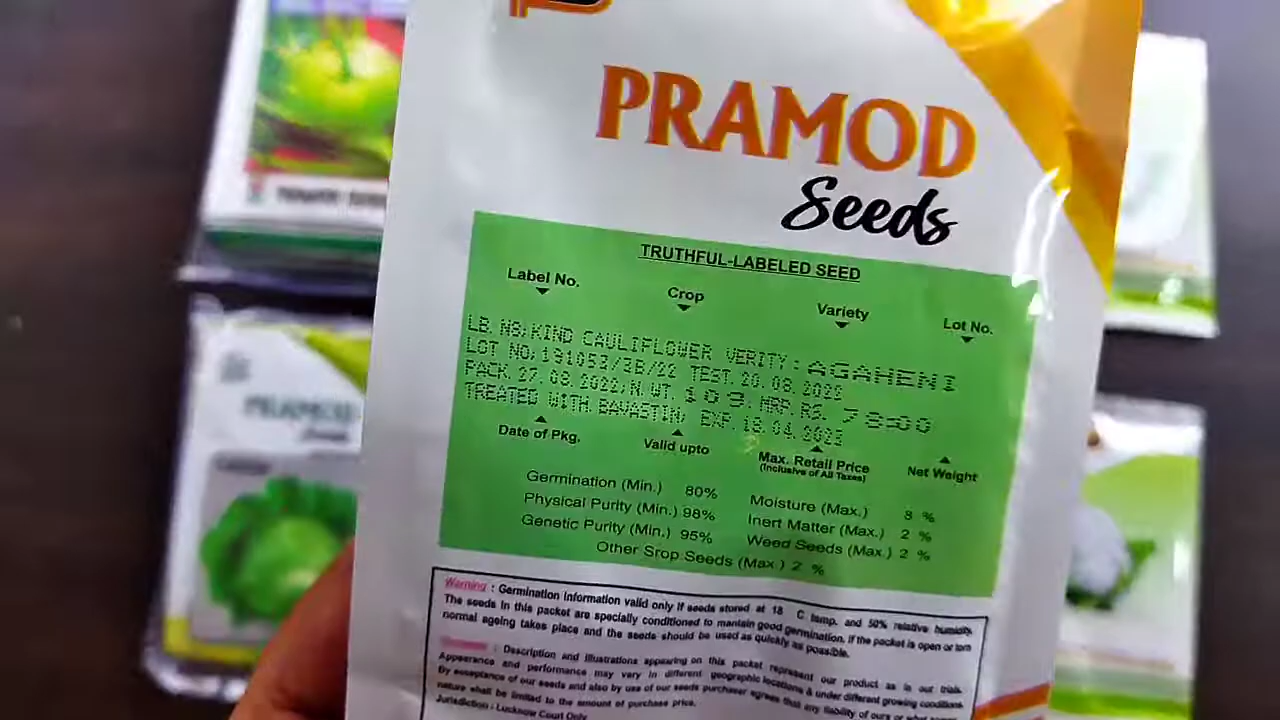 PRAMOD
Seeds
TRUTHFUL-LABELED SEED
Label No. Crop Variety Lot No.
LB. NS; KIND CAULIFLOWER VERITY: AGAHENI
LOT NO; 191053/3B/22 TEST. 20. 08. 2022
PACK. 27. 08. 2022; N. WT. 10 g. MRP. RS. 78=00
TREATED WITH BAVASTIN; EXP. 18. 04. 2023
Date of Pkg. Valid upto Max. Retail Price Net Weight
(Inclusive of All Taxes)
Germination (Min.) 80% Moisture (Max.) 8 %
Physical Purity (Min.) 98% Inert Matter (Max.) 2 %
Genetic Purity (Min.) 95% Weed Seeds (Max.) 2 %
Other Srop Seeds (Max.) 2 %
Warning : Germination information valid only if seeds stored at 18 C temp. and 50% relative humidity.
The seeds in this packet are specially conditioned to mantain good germination, if the packet is open or torn
normal ageing takes place and the seeds should be used as quickly as possible.
: Description and illustrations appearing on this packet represent our product as in our trials.
Appearance and performance may vary in different geographic locations & under different growing conditions
By acceptance of our seeds and also by use of our seeds purchaser agrees that any liability of ours or what
nature shall be limited to the amount of purchase price.
Jurisdiction - Lucknow Court Only
PRAMOD